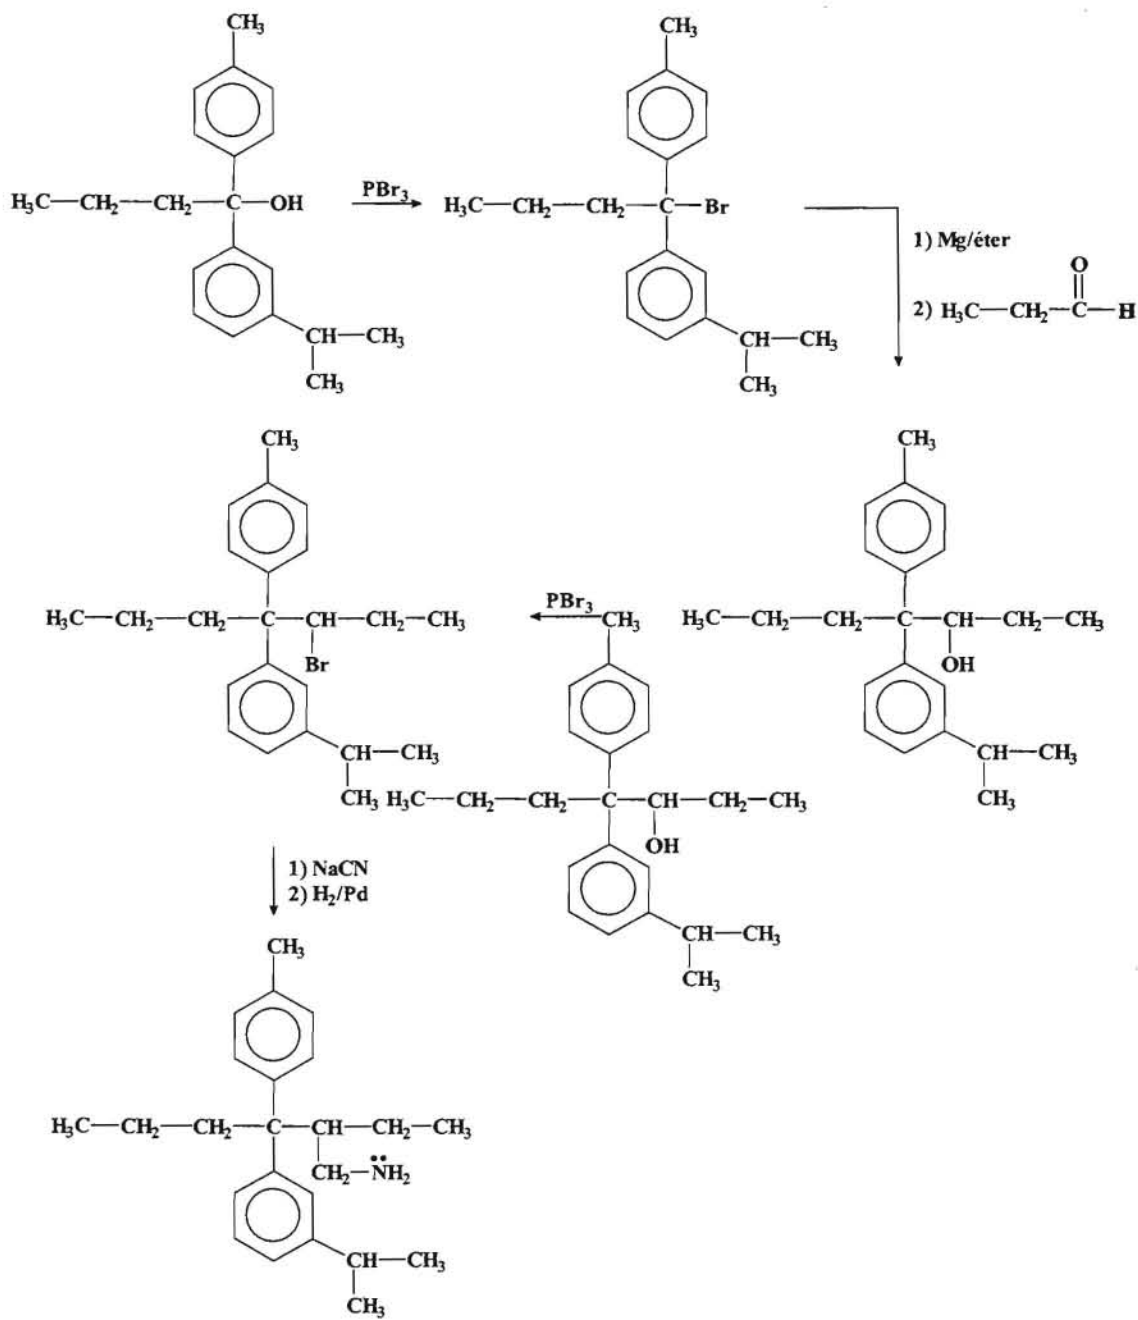 CH₃ CH₃
H₃C—CH₂—CH₂—C—OH PBr₃ H₃C—CH₂—CH₂—C—Br
1) Mg/éter
2) H₃C—CH₂—C—H
O
CH—CH₃ CH—CH₃
CH₃ CH₃
CH₃ CH₃
H₃C—CH₂—CH₂—C—CH—CH₂—CH₃ PBr₃ H₃C—CH₂—CH₂—C—CH—CH₂—CH₃
Br CH₃ OH
CH—CH₃ CH—CH₃
CH₃ CH₃
H₃C—CH₂—CH₂—C—CH—CH₂—CH₃
OH
1) NaCN
2) H₂/Pd
CH—CH₃
CH₃
CH₃
H₃C—CH₂—CH₂—C—CH—CH₂—CH₃
CH₂—N̈H₂
CH—CH₃
CH₃